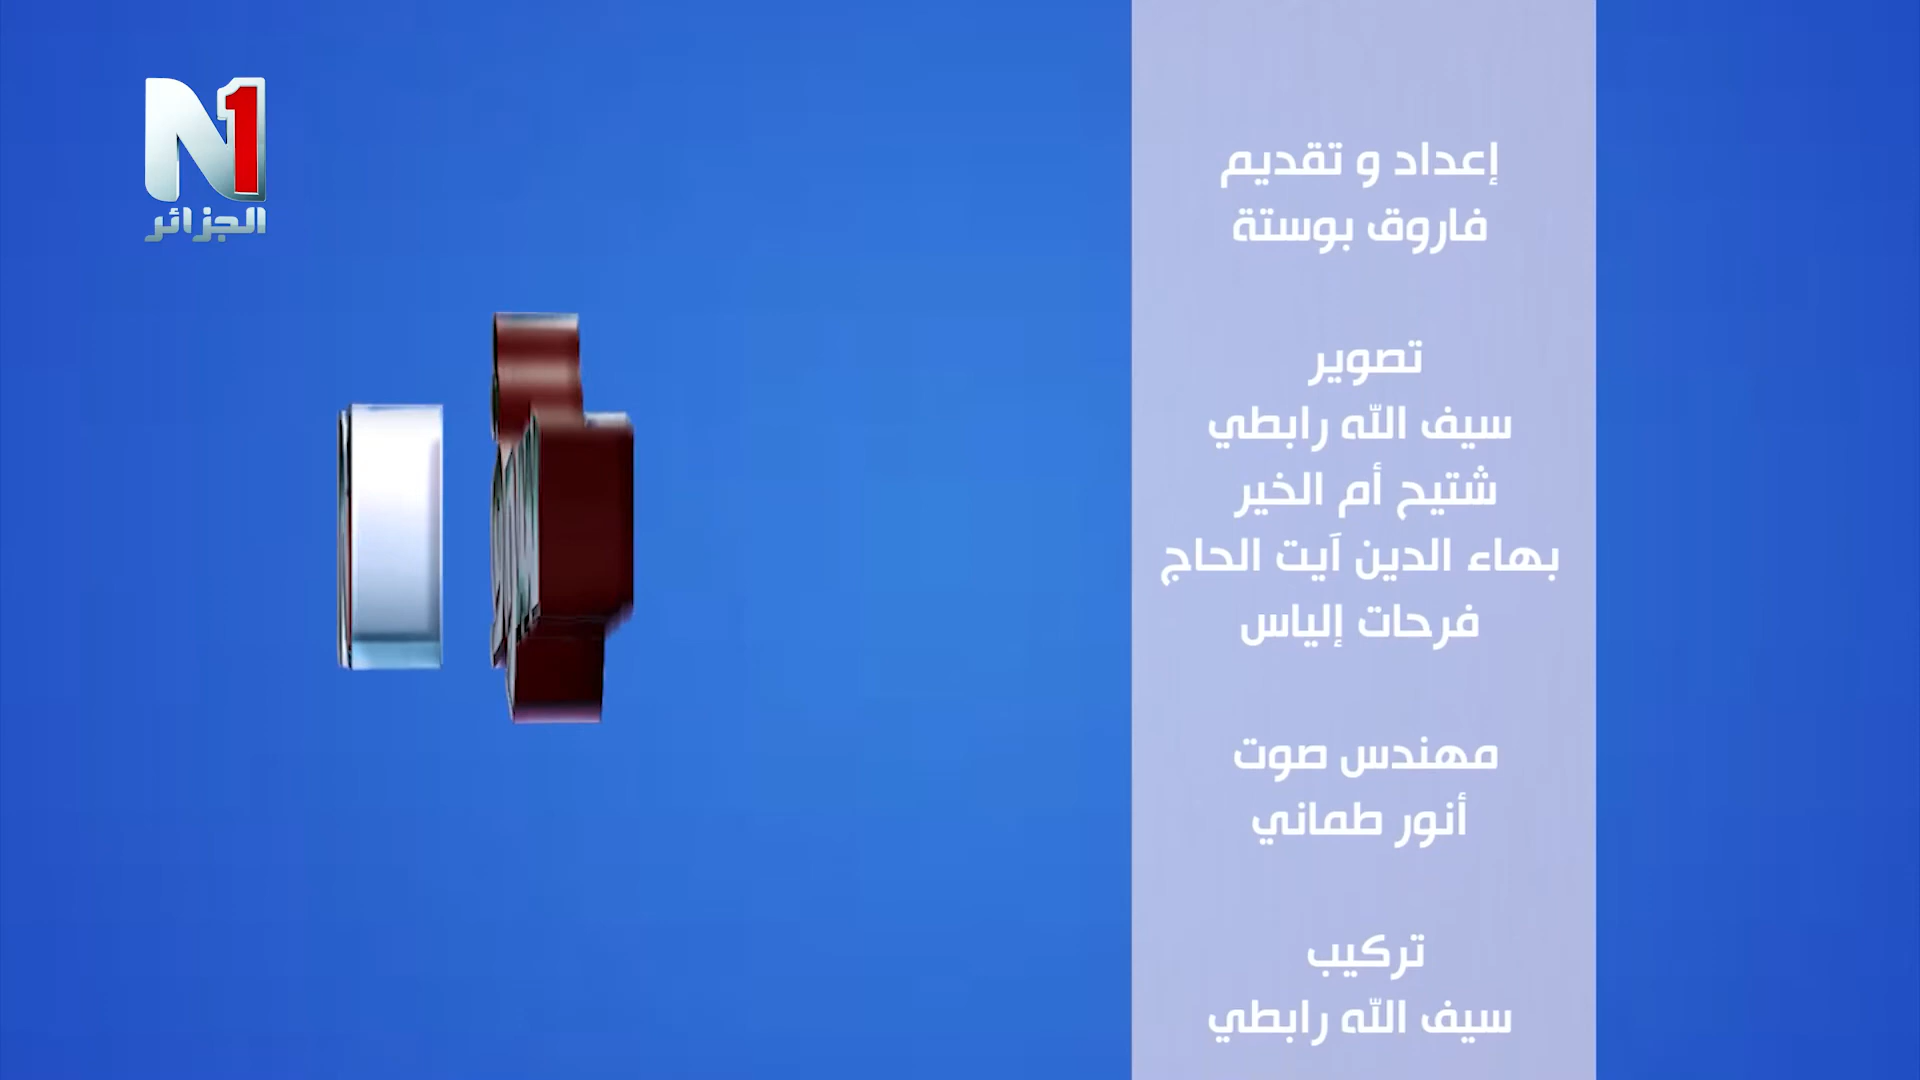 N1
الجزائر
إعداد و تقديم
فاروق بوستة
تصوير
سيف الله رابطي
شتيح أم الخير
بهاء الدين آيت الحاج
فرحات إلياس
مهندس صوت
أنور طماني
تركيب
سيف الله رابطي